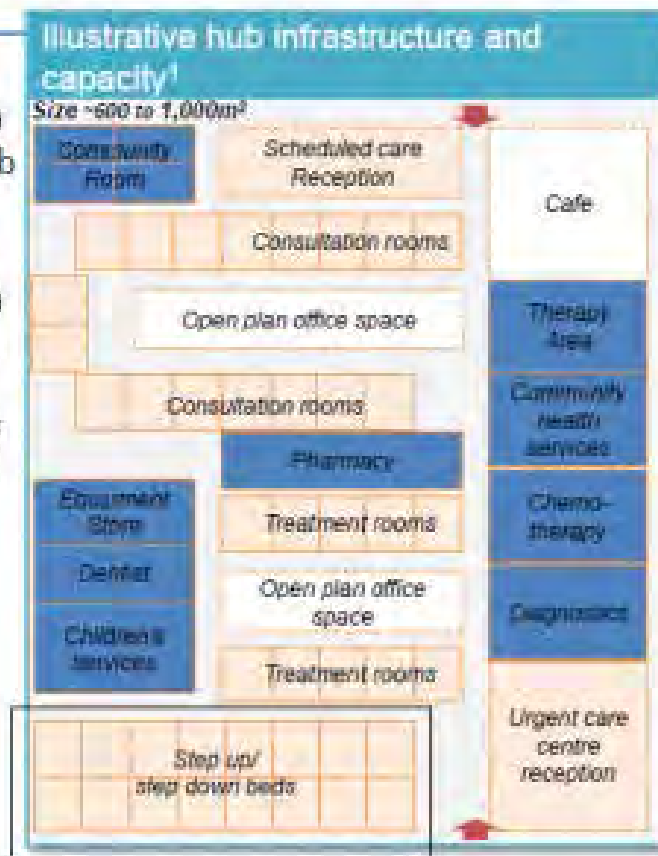 Illustrative hub infrastructure and
capacity¹
Size ~600 to 1,000m²
Community
Room
Scheduled care
Reception
Cafe
Consultation rooms
Open plan office space
Therapy
Area
Consultation rooms
Community
health
services
Pharmacy
Equipment
Store
Treatment rooms
Chemo-
therapy
Dentist
Open plan office
space
Diagnostics
Children's
services
Treatment rooms
Urgent care
centre
reception
Step up/
step down beds